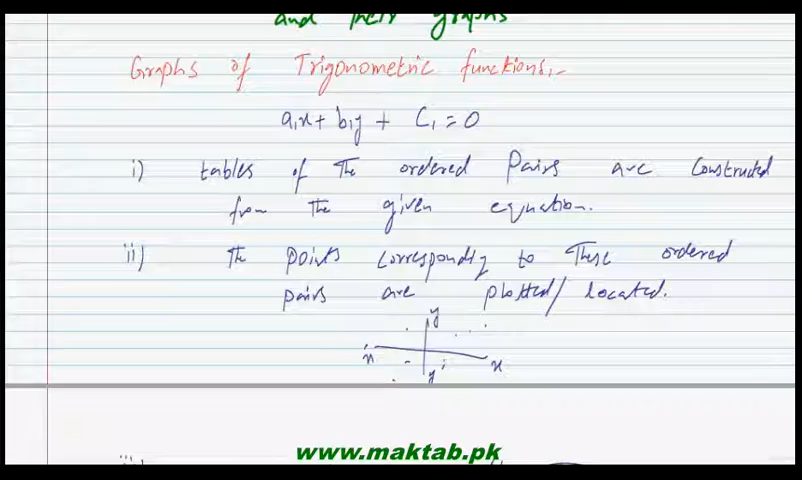 and their graphs
Graphs of Trigonometric functions,-
a₁x + b₁y + C₁ = 0
i) tables of the ordered Pairs are Constructed
from the given equation.
ii) The points corresponding to These ordered
pairs are plotted/located.
y
x x
y
www.maktab.pk